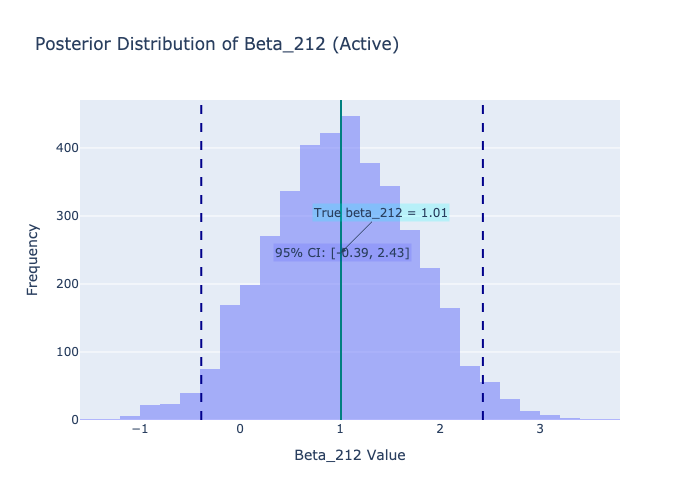 Posterior Distribution of Beta_212 (Active)
Frequency
400
300
200
100
0
True beta_212 = 1.01
95% CI: [-0.39, 2.43]
−1
0
1
2
3
Beta_212 Value